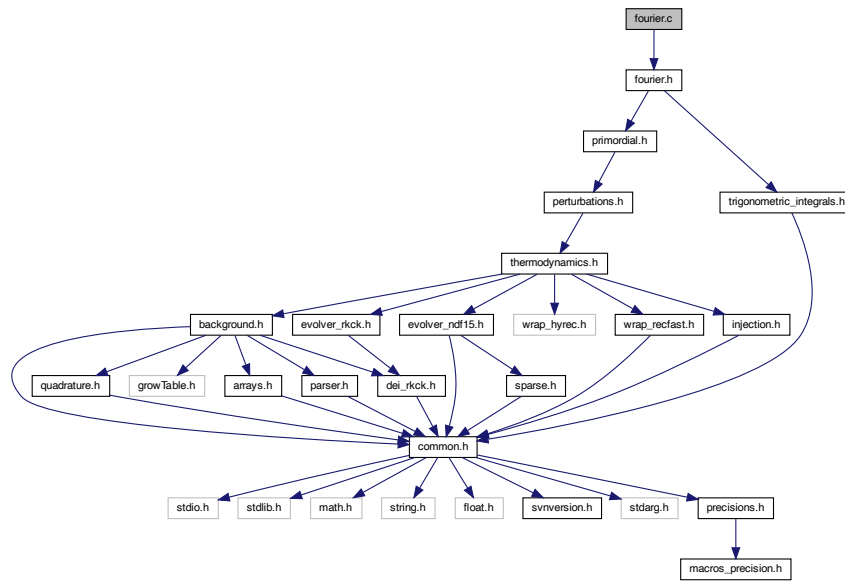 fourier.c
fourier.h
primordial.h
perturbations.h
trigonometric_integrals.h
thermodynamics.h
background.h
evolver_rkck.h
evolver_ndf15.h
wrap_hyrec.h
wrap_recfast.h
injection.h
quadrature.h
growTable.h
arrays.h
parser.h
dei_rkck.h
sparse.h
common.h
stdio.h
stdlib.h
math.h
string.h
float.h
svnversion.h
stdarg.h
precisions.h
macros_precision.h